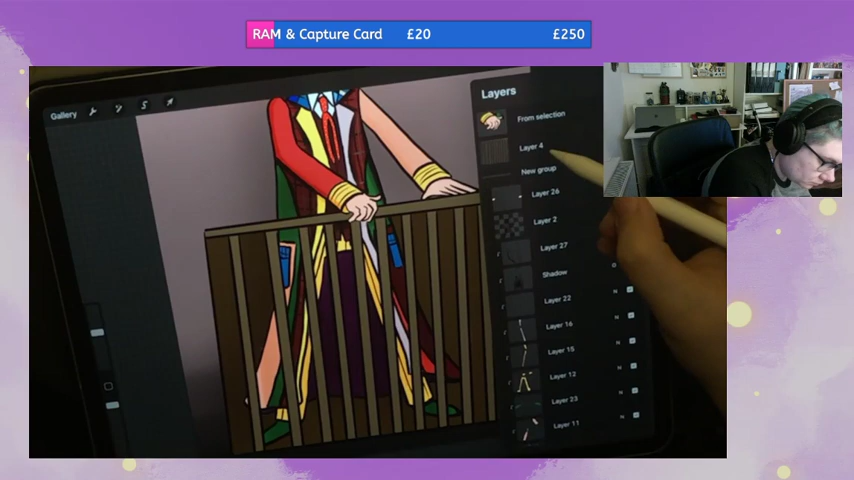 RAM & Capture Card £20 £250
Gallery
Layers
From selection
Layer 4
New group
Layer 26
Layer 2
Layer 27
Shadow
Layer 22
Layer 16
Layer 15
Layer 12
Layer 23
Layer 11